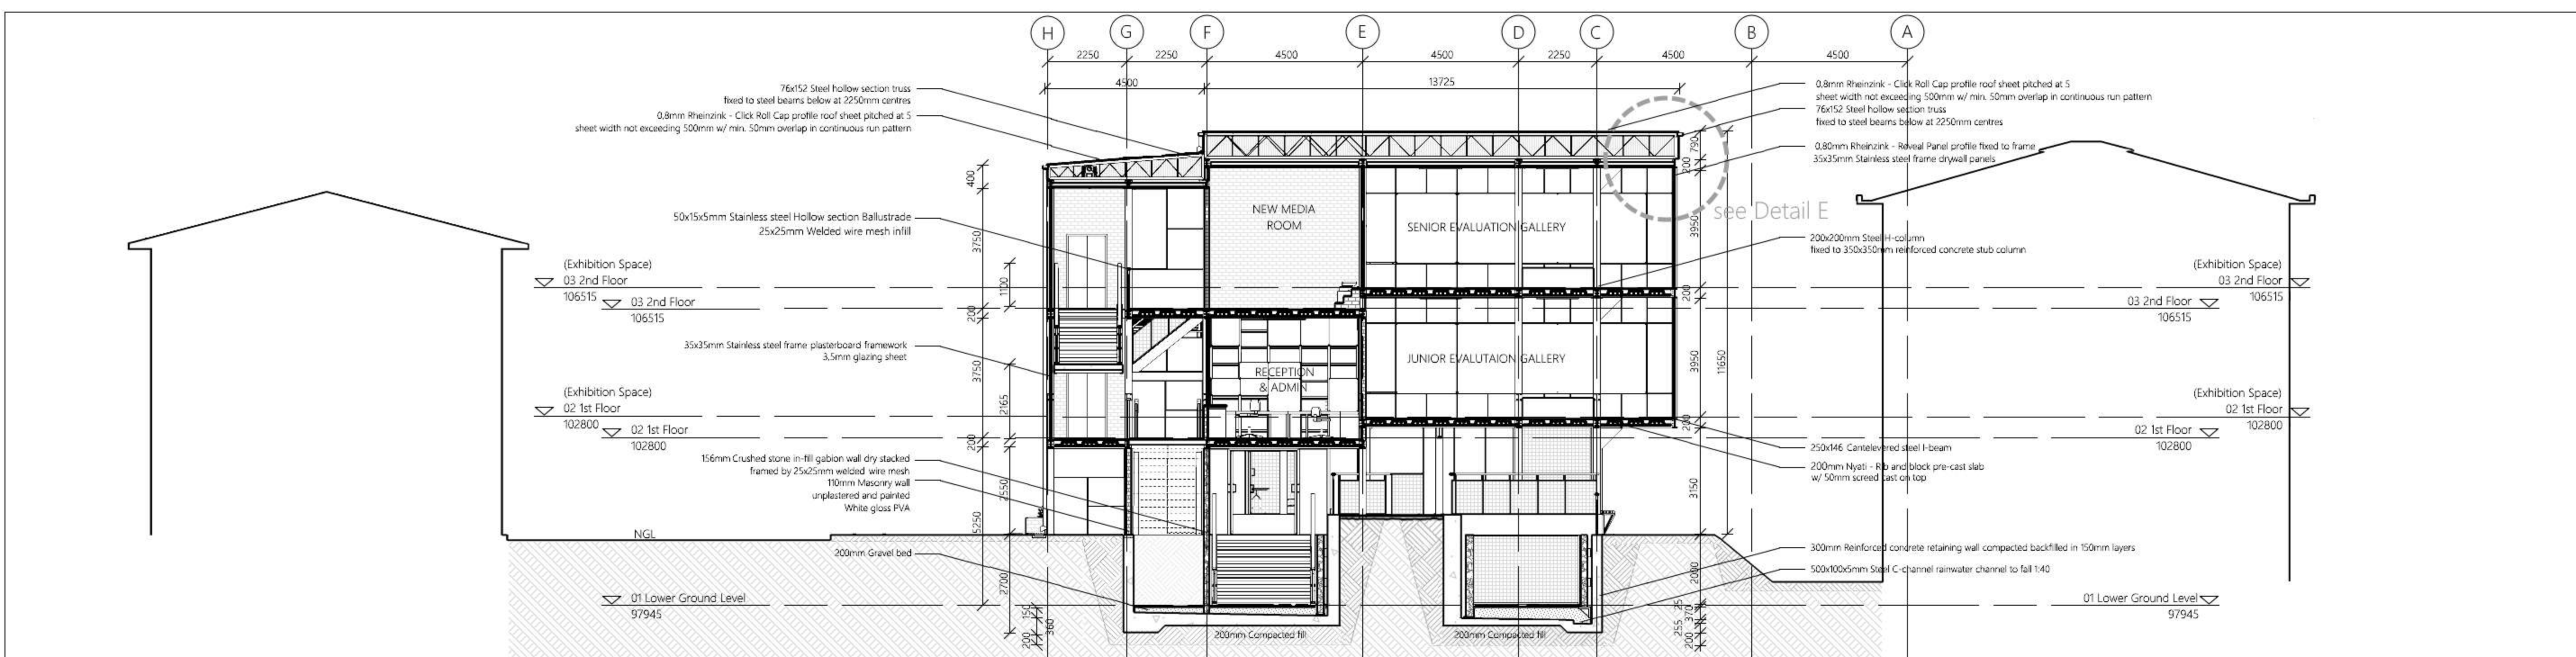 H G F E D C B A
2250 2250 4500 4500 2250 4500 4500
4500 13725
76x152 Steel hollow section truss
fixed to steel beams below at 2250mm centres
0,8mm Rheinzink - Click Roll Cap profile roof sheet pitched at 5
sheet width not exceeding 500mm w/ min. 50mm overlap in continuous run pattern
50x15x5mm Stainless steel Hollow section Ballustrade
25x25mm Welded wire mesh infill
(Exhibition Space)
03 2nd Floor
106515
03 2nd Floor
106515
35x35mm Stainless steel frame plasterboard framework
3,5mm glazing sheet
(Exhibition Space)
02 1st Floor
102800
02 1st Floor
102800
156mm Crushed stone in-fill gabion wall dry stacked
framed by 25x25mm welded wire mesh
110mm Masonry wall
unplastered and painted
White gloss PVA
NGL
200mm Gravel bed
01 Lower Ground Level
97945
400
3750
200
3750
200
5250
1100
2165
2550
2700
150
200
360
NEW MEDIA
ROOM
SENIOR EVALUATION GALLERY
RECEPTION
& ADMIN
JUNIOR EVALUTAION GALLERY
200mm Compacted fill
200mm Compacted fill
790
200
3950
200
3950
200
3150
11650
2090
25
370
255
200
0,8mm Rheinzink - Click Roll Cap profile roof sheet pitched at 5
sheet width not exceeding 500mm w/ min. 50mm overlap in continuous run pattern
76x152 Steel hollow section truss
fixed to steel beams below at 2250mm centres
0,80mm Rheinzink - Reveal Panel profile fixed to frame
35x35mm Stainless steel frame drywall panels
see Detail E
200x200mm Steel H-column
fixed to 350x350mm reinforced concrete stub column
(Exhibition Space)
03 2nd Floor
106515
03 2nd Floor
106515
(Exhibition Space)
02 1st Floor
102800
02 1st Floor
102800
250x146 Cantelevered steel I-beam
200mm Nyati - Rib and block pre-cast slab
w/ 50mm screed cast on top
300mm Reinforced concrete retaining wall compacted backfilled in 150mm layers
500x100x5mm Steel C-channel rainwater channel to fall 1:40
01 Lower Ground Level
97945